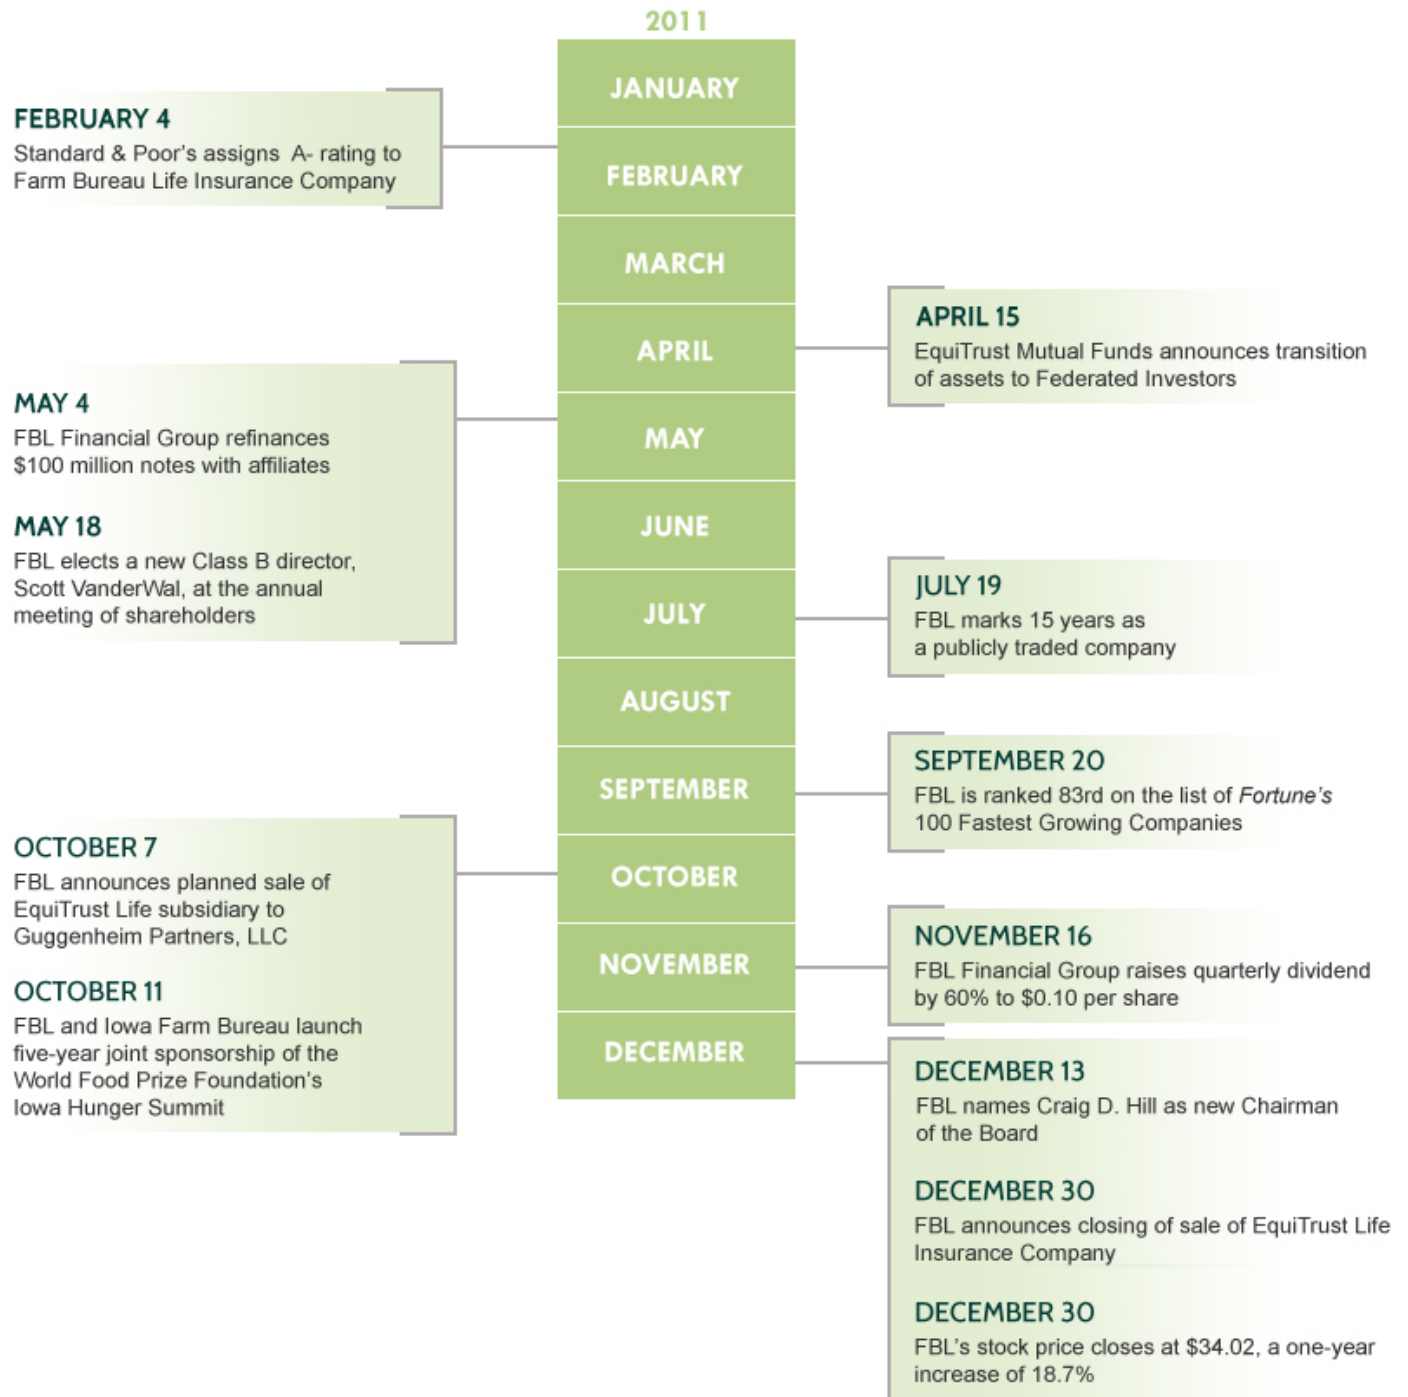 2011
JANUARY
FEBRUARY
MARCH
APRIL
MAY
JUNE
JULY
AUGUST
SEPTEMBER
OCTOBER
NOVEMBER
DECEMBER
FEBRUARY 4
Standard & Poor's assigns A- rating to
Farm Bureau Life Insurance Company
APRIL 15
EquiTrust Mutual Funds announces transition
of assets to Federated Investors
MAY 4
FBL Financial Group refinances
$100 million notes with affiliates
MAY 18
FBL elects a new Class B director,
Scott VanderWal, at the annual
meeting of shareholders
JULY 19
FBL marks 15 years as
a publicly traded company
SEPTEMBER 20
FBL is ranked 83rd on the list of Fortune's
100 Fastest Growing Companies
OCTOBER 7
FBL announces planned sale of
EquiTrust Life subsidiary to
Guggenheim Partners, LLC
OCTOBER 11
FBL and Iowa Farm Bureau launch
five-year joint sponsorship of the
World Food Prize Foundation's
Iowa Hunger Summit
NOVEMBER 16
FBL Financial Group raises quarterly dividend
by 60% to $0.10 per share
DECEMBER 13
FBL names Craig D. Hill as new Chairman
of the Board
DECEMBER 30
FBL announces closing of sale of EquiTrust Life
Insurance Company
DECEMBER 30
FBL's stock price closes at $34.02, a one-year
increase of 18.7%